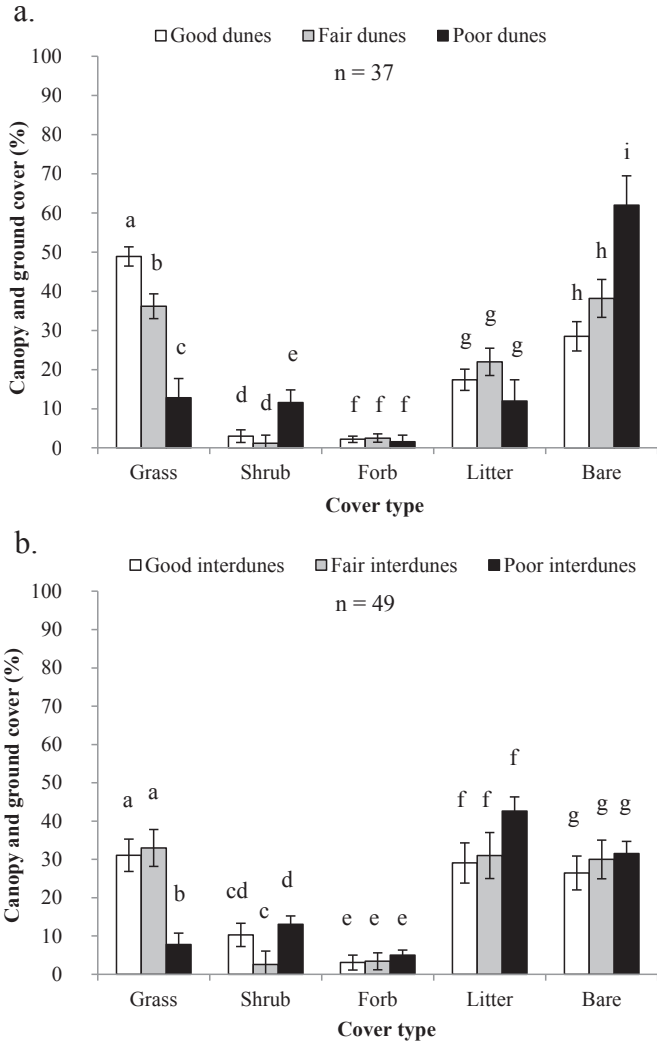 a.
Good dunes Fair dunes Poor dunes
n = 37
Canopy and ground cover (%)
100
90
80
70
60
50
40
30
20
10
0
a b c
d d e
f f f
g g g
h h i
Grass Shrub Forb Litter Bare
Cover type
b.
Good interdunes Fair interdunes Poor interdunes
n = 49
Canopy and ground cover (%)
100
90
80
70
60
50
40
30
20
10
0
a a b
cd c d
e e e
f f f
g g g
Grass Shrub Forb Litter Bare
Cover type